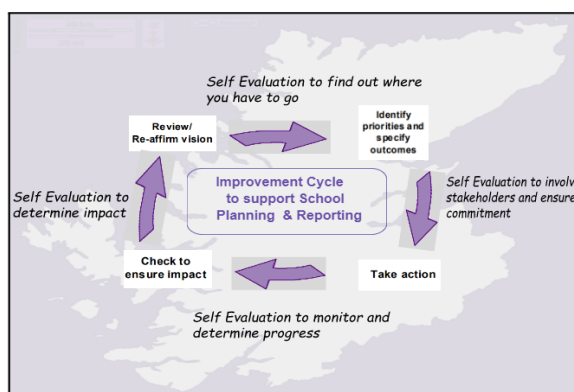 Self Evaluation to find out where
you have to go
Review/
Re-affirm vision
Identify
priorities and
specify
outcomes
Self Evaluation to
determine impact
Improvement Cycle
to support School
Planning & Reporting
Self Evaluation to involve
stakeholders and ensure
commitment
Check to
ensure impact
Take action
Self Evaluation to monitor and
determine progress